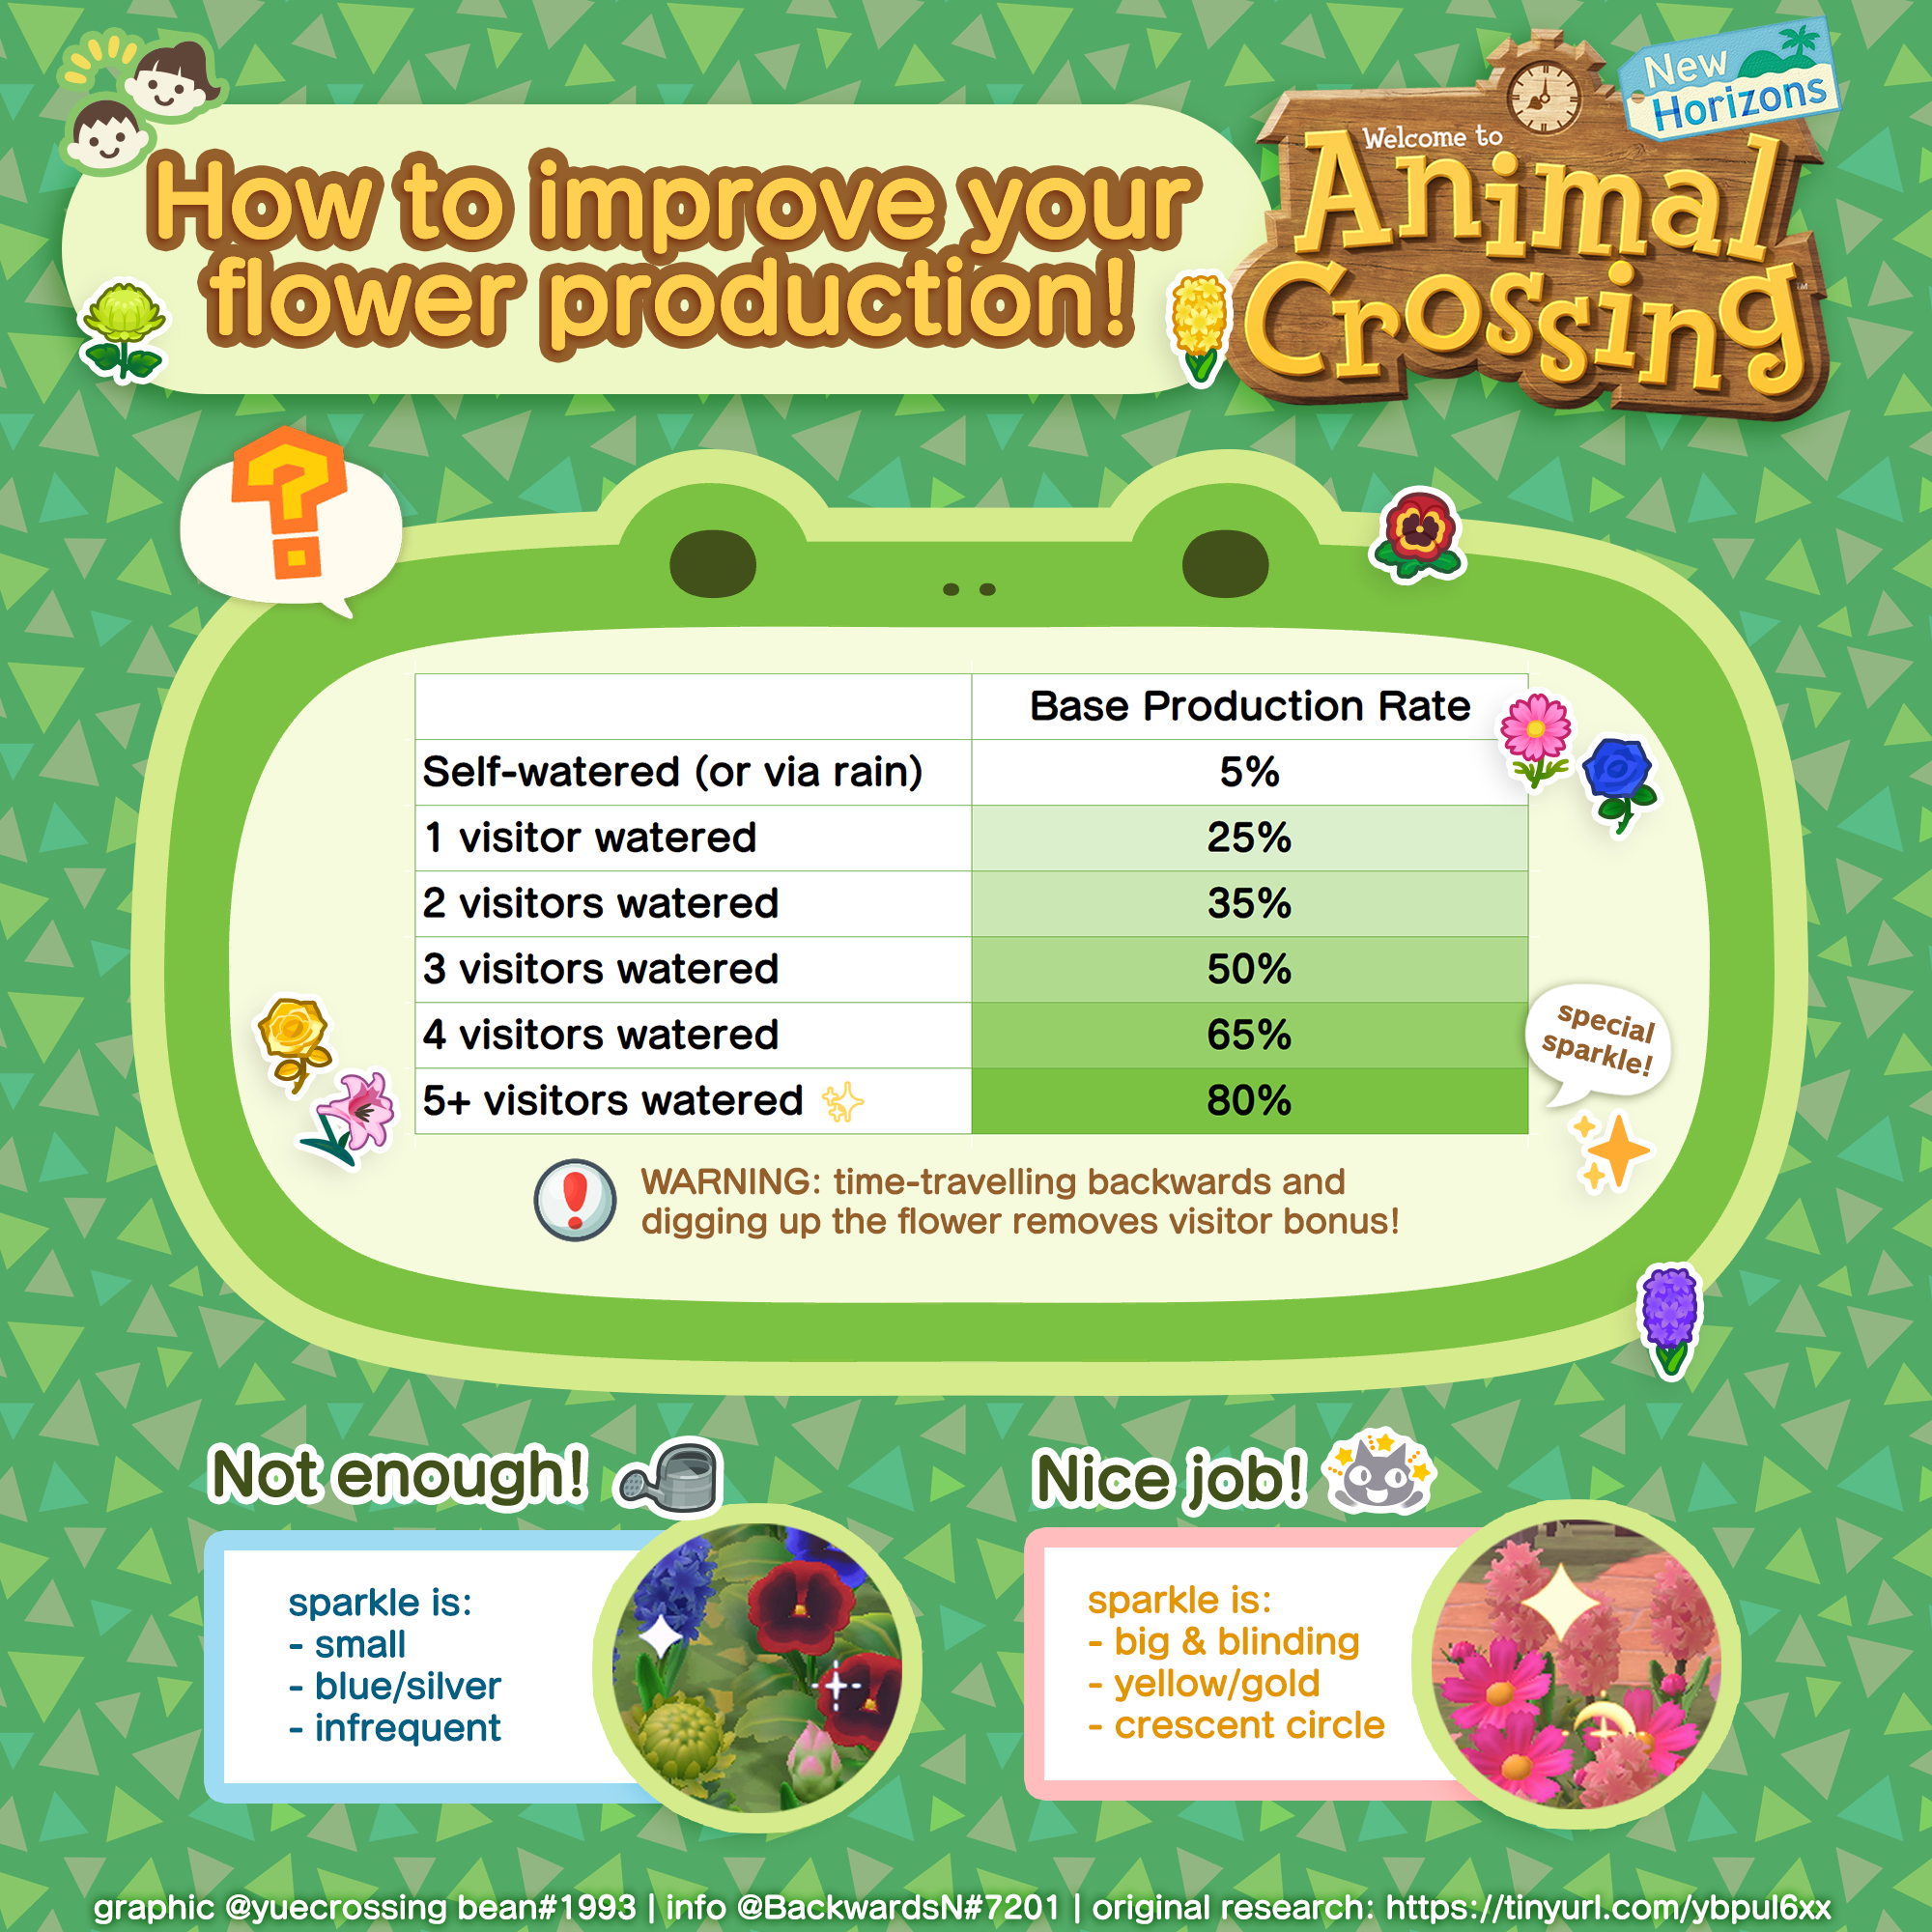 New
Horizons
Welcome to
Animal
Crossing
™
How to improve your
flower production!
?
Base Production Rate
Self-watered (or via rain) 5%
1 visitor watered 25%
2 visitors watered 35%
3 visitors watered 50%
4 visitors watered 65%
5+ visitors watered ✨ 80%
special
sparkle!
! WARNING: time-travelling backwards and
digging up the flower removes visitor bonus!
Not enough!
sparkle is:
- small
- blue/silver
- infrequent
Nice job!
sparkle is:
- big & blinding
- yellow/gold
- crescent circle
graphic @yuecrossing bean#1993 | info @BackwardsN#7201 | original research: https://tinyurl.com/ybpul6xx